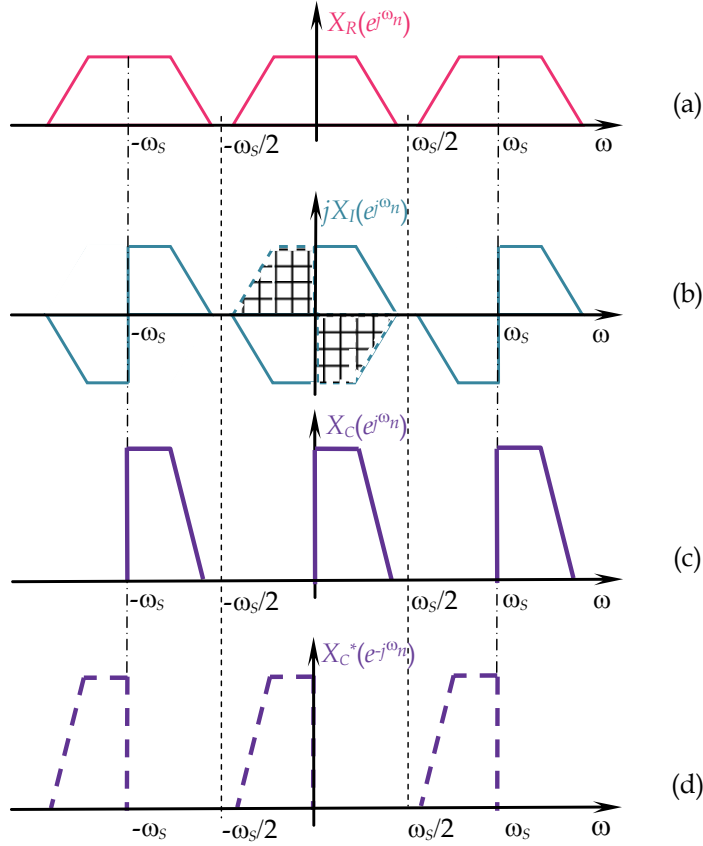 X_R(e^{jω_n})
(a)
-ω_S -ω_S/2 ω_S/2 ω_S ω
jX_I(e^{jω_n})
(b)
-ω_S ω_S ω
X_C(e^{jω_n})
(c)
-ω_S -ω_S/2 ω_S/2 ω_S ω
X_C^*(e^{-jω_n})
(d)
-ω_S -ω_S/2 ω_S/2 ω_S ω